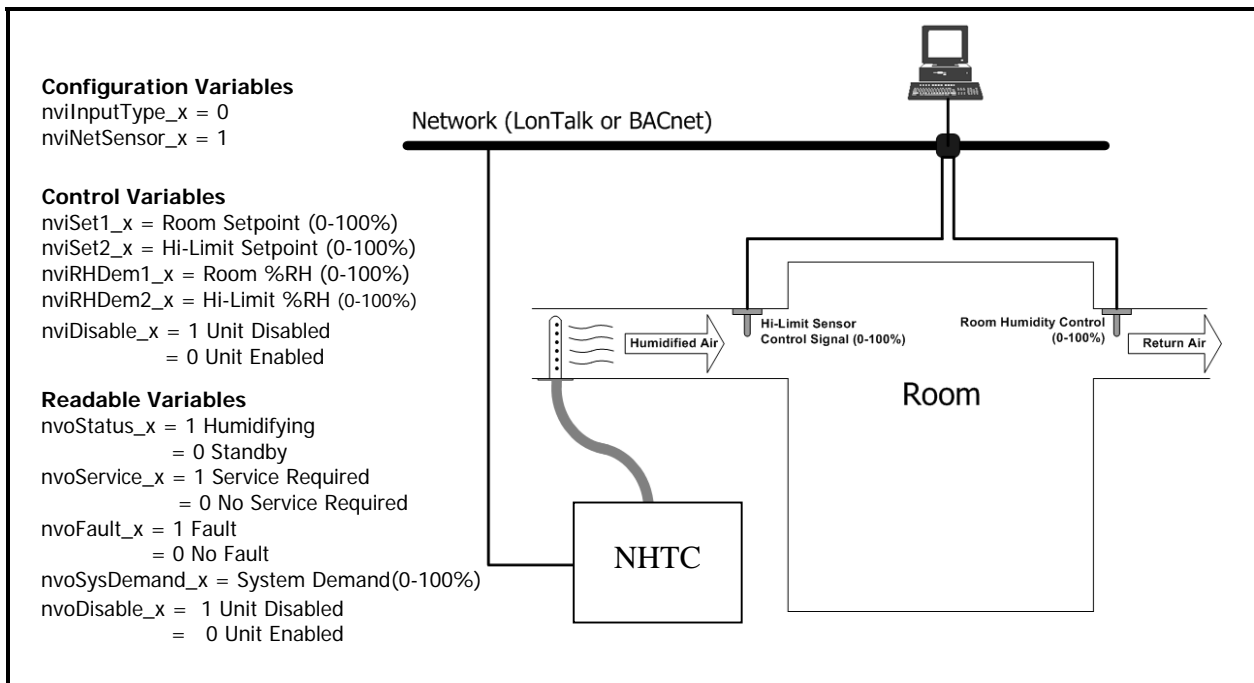 Configuration Variables
nviInputType_x = 0
nviNetSensor_x = 1
Control Variables
nviSet1_x = Room Setpoint (0-100%)
nviSet2_x = Hi-Limit Setpoint (0-100%)
nviRHDem1_x = Room %RH (0-100%)
nviRHDem2_x = Hi-Limit %RH (0-100%)
nviDisable_x = 1 Unit Disabled
= 0 Unit Enabled
Readable Variables
nvoStatus_x = 1 Humidifying
= 0 Standby
nvoService_x = 1 Service Required
= 0 No Service Required
nvoFault_x = 1 Fault
= 0 No Fault
nvoSysDemand_x = System Demand(0-100%)
nvoDisable_x = 1 Unit Disabled
= 0 Unit Enabled
Network (LonTalk or BACnet)
Humidified Air
Hi-Limit Sensor
Control Signal (0-100%)
Room Humidity Control
(0-100%)
Return Air
Room
NHTC